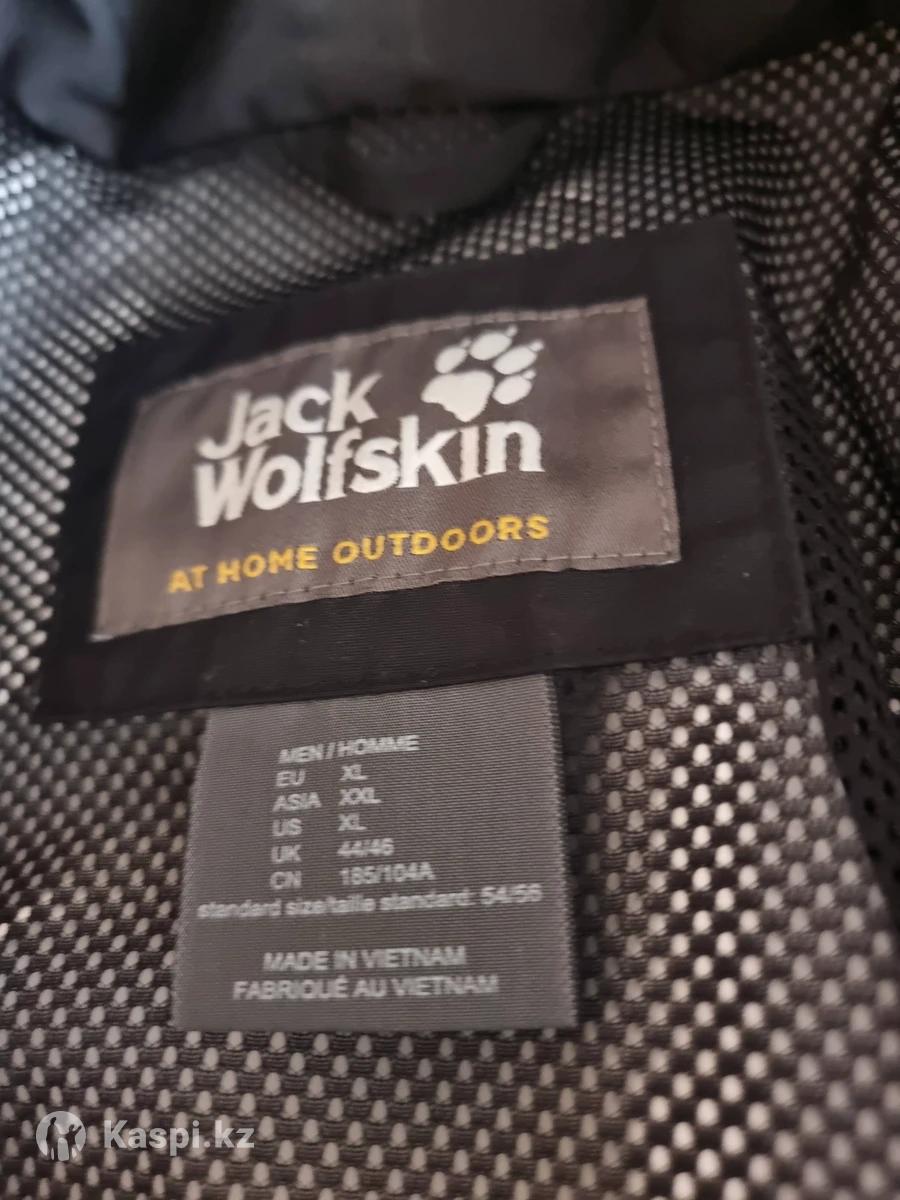 Jack
Wolfskin
AT HOME OUTDOORS
MEN / HOMME
EU XL
ASIA XXL
US XL
UK 44/46
CN 185/104A
standard size/taille standard: 54/56
MADE IN VIETNAM
FABRIQUÉ AU VIETNAM
Kaspi.kz